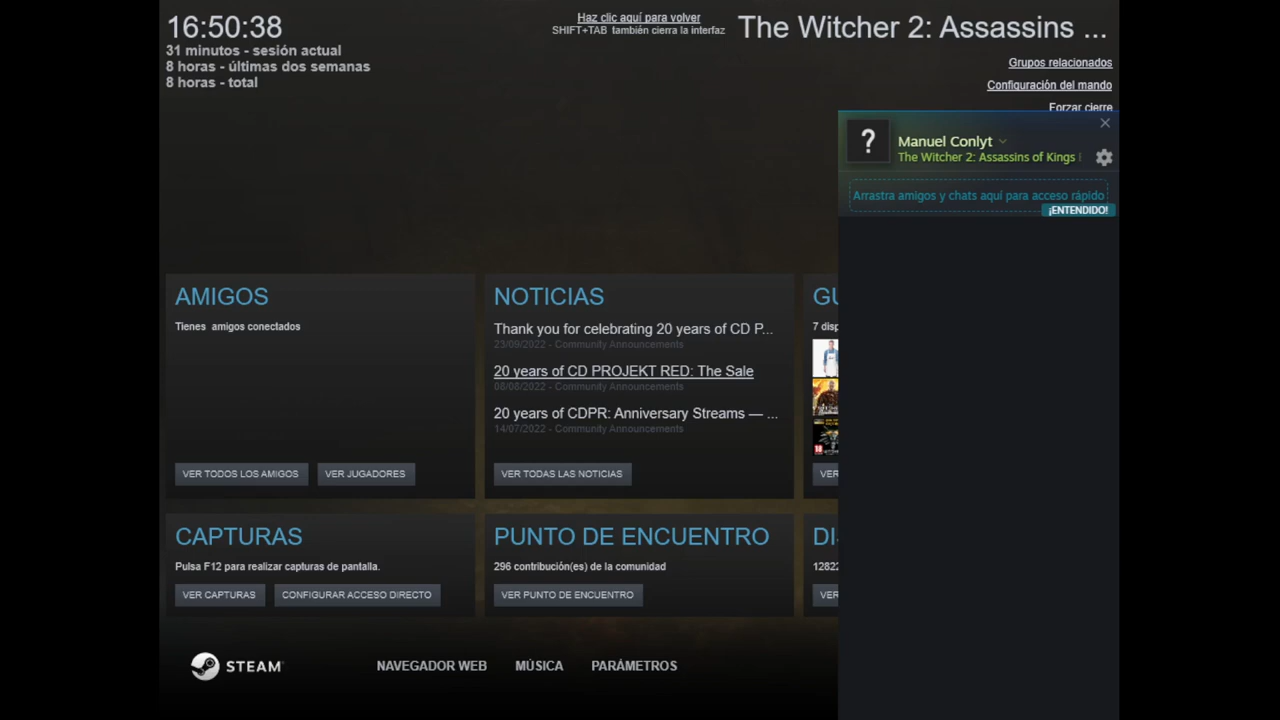 16:50:38
31 minutos - sesión actual
8 horas - últimas dos semanas
8 horas - total
Haz clic aquí para volver
SHIFT+TAB también cierra la interfaz
The Witcher 2: Assassins ...
Grupos relacionados
Configuración del mando
Forzar cierre
?
Manuel Conlyt
The Witcher 2: Assassins of Kings
Arrastra amigos y chats aquí para acceso rápido
¡ENTENDIDO!
AMIGOS
Tienes amigos conectados
VER TODOS LOS AMIGOS
VER JUGADORES
NOTICIAS
Thank you for celebrating 20 years of CD P...
23/09/2022 - Community Announcements
20 years of CD PROJEKT RED: The Sale
08/08/2022 - Community Announcements
20 years of CDPR: Anniversary Streams — ...
14/07/2022 - Community Announcements
VER TODAS LAS NOTICIAS
GU
7 disp
18
VER
CAPTURAS
Pulsa F12 para realizar capturas de pantalla.
VER CAPTURAS
CONFIGURAR ACCESO DIRECTO
PUNTO DE ENCUENTRO
296 contribución(es) de la comunidad
VER PUNTO DE ENCUENTRO
DI
12822
VER
STEAM
NAVEGADOR WEB
MÚSICA
PARÁMETROS